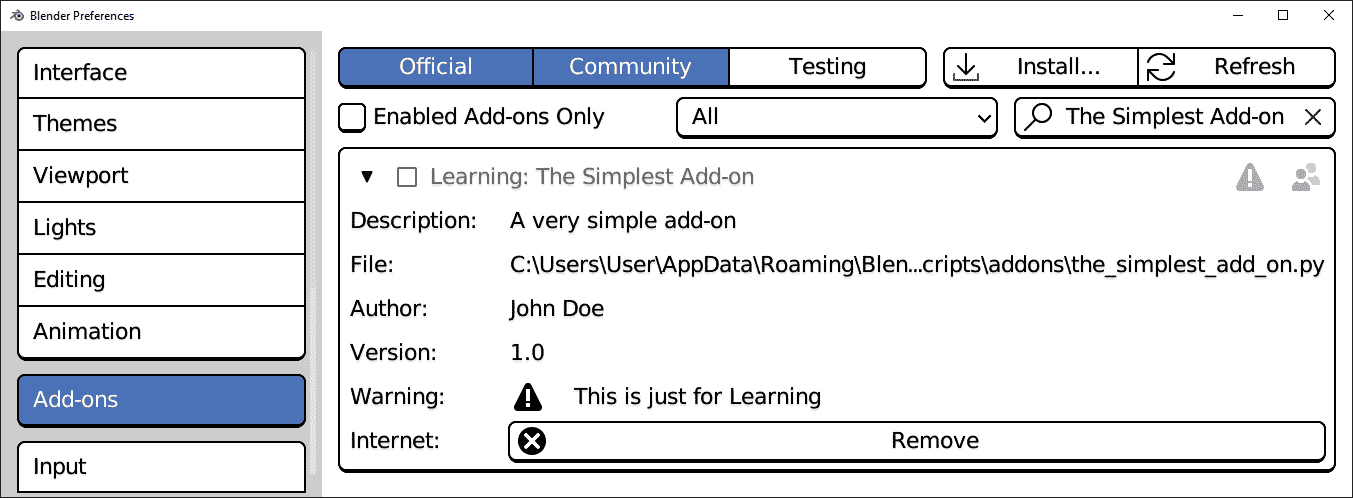 Blender Preferences
Interface
Themes
Viewport
Lights
Editing
Animation
Add-ons
Input
Official Community Testing Install... Refresh
Enabled Add-ons Only All The Simplest Add-on
Learning: The Simplest Add-on
Description: A very simple add-on
File: C:\Users\User\AppData\Roaming\Blen...cripts\addons\the_simplest_add_on.py
Author: John Doe
Version: 1.0
Warning: This is just for Learning
Internet: Remove